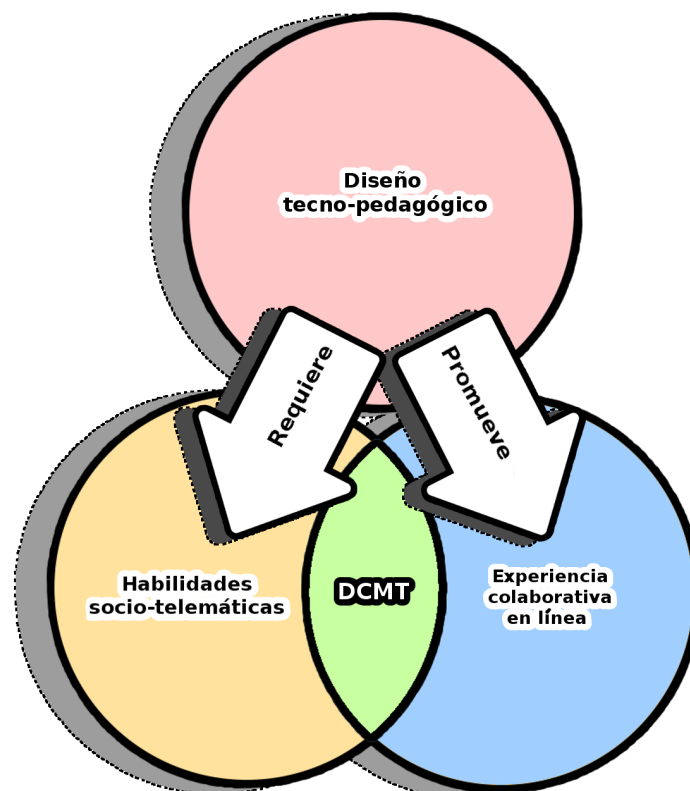 Diseño
tecno-pedagógico
Requiere
Promueve
Habilidades
socio-telemáticas
DCMT
Experiencia
colaborativa
en línea